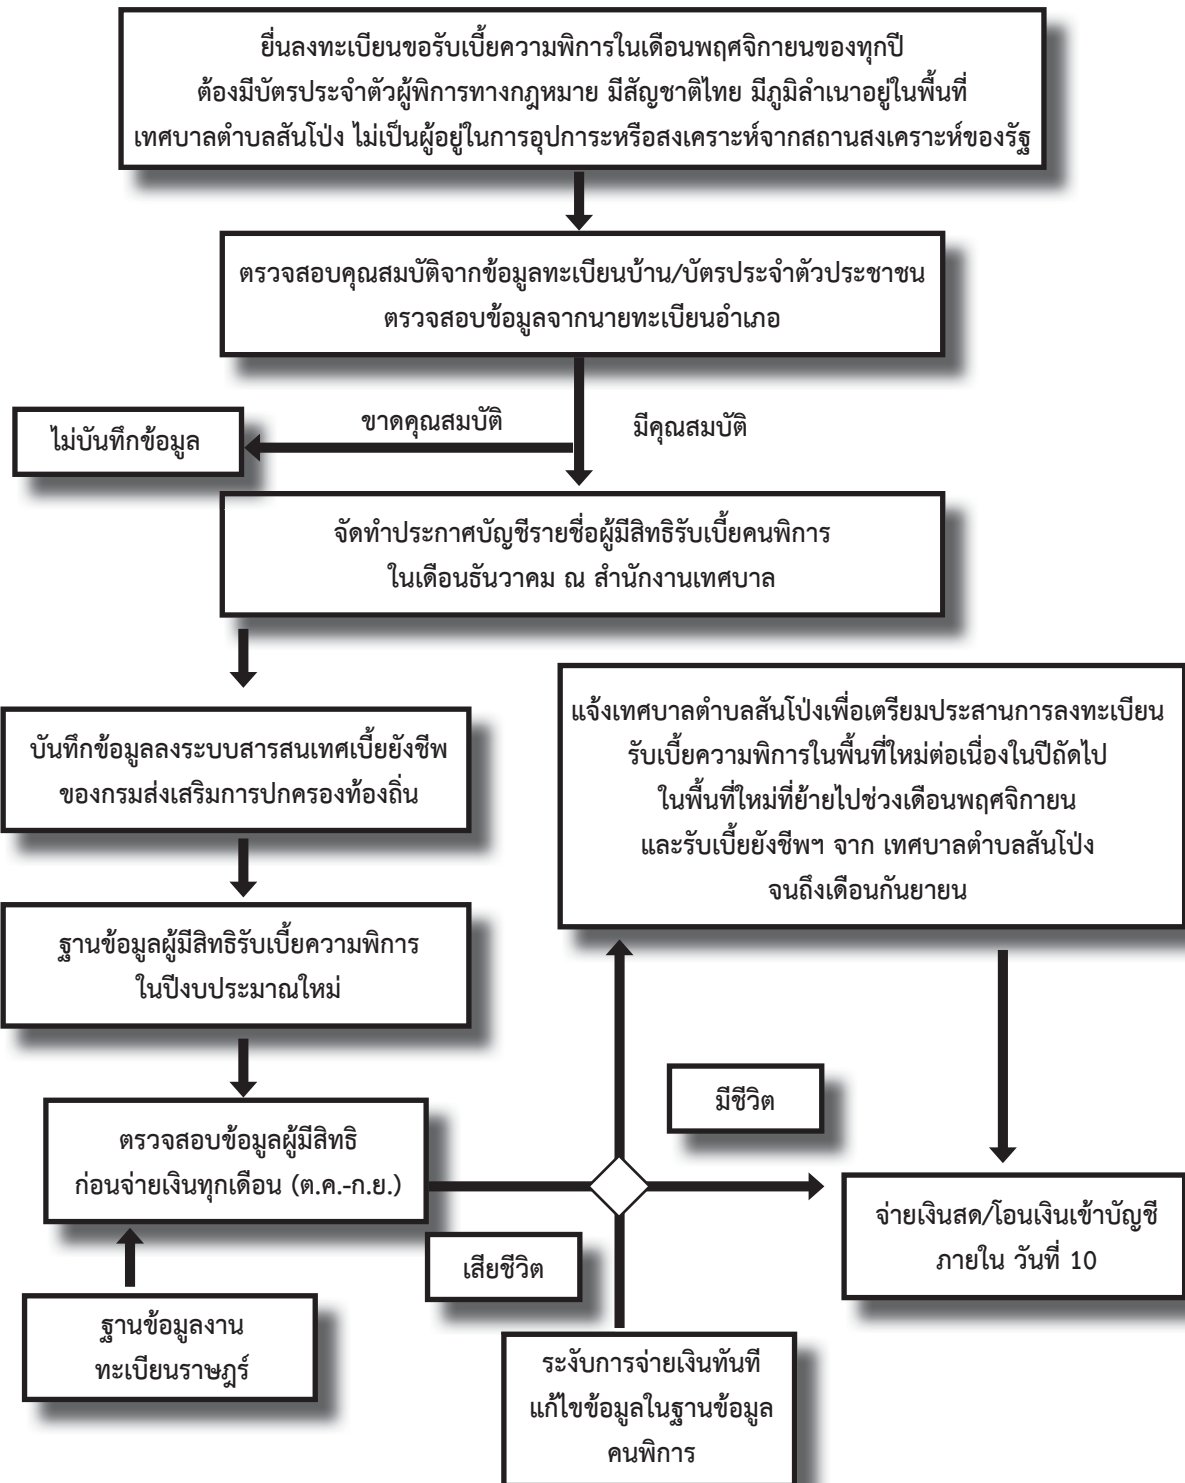 ยื่นลงทะเบียนขอรับเบี้ยความพิการในเดือนพฤศจิกายนของทุกปี
ต้องมีบัตรประจำตัวผู้พิการทางกฎหมาย มีสัญชาติไทย มีภูมิลำเนาอยู่ในพื้นที่
เทศบาลตำบลสันโป่ง ไม่เป็นผู้อยู่ในการอุปการะหรือสงเคราะห์จากสถานสงเคราะห์ของรัฐ
ตรวจสอบคุณสมบัติจากข้อมูลทะเบียนบ้าน/บัตรประจำตัวประชาชน
ตรวจสอบข้อมูลจากนายทะเบียนอำเภอ
ขาดคุณสมบัติ
มีคุณสมบัติ
ไม่บันทึกข้อมูล
จัดทำประกาศบัญชีรายชื่อผู้มีสิทธิรับเบี้ยคนพิการ
ในเดือนธันวาคม ณ สำนักงานเทศบาล
บันทึกข้อมูลลงระบบสารสนเทศเบี้ยยังชีพ
ของกรมส่งเสริมการปกครองท้องถิ่น
แจ้งเทศบาลตำบลสันโป่งเพื่อเตรียมประสานการลงทะเบียน
รับเบี้ยความพิการในพื้นที่ใหม่ต่อเนื่องในปีถัดไป
ในพื้นที่ใหม่ที่ย้ายไปช่วงเดือนพฤศจิกายน
และรับเบี้ยยังชีพฯ จาก เทศบาลตำบลสันโป่ง
จนถึงเดือนกันยายน
ฐานข้อมูลผู้มีสิทธิรับเบี้ยความพิการ
ในปีงบประมาณใหม่
มีชีวิต
ตรวจสอบข้อมูลผู้มีสิทธิ
ก่อนจ่ายเงินทุกเดือน (ต.ค.-ก.ย.)
จ่ายเงินสด/โอนเงินเข้าบัญชี
ภายใน วันที่ 10
เสียชีวิต
ฐานข้อมูลงาน
ทะเบียนราษฎร์
ระงับการจ่ายเงินทันที
แก้ไขข้อมูลในฐานข้อมูล
คนพิการ